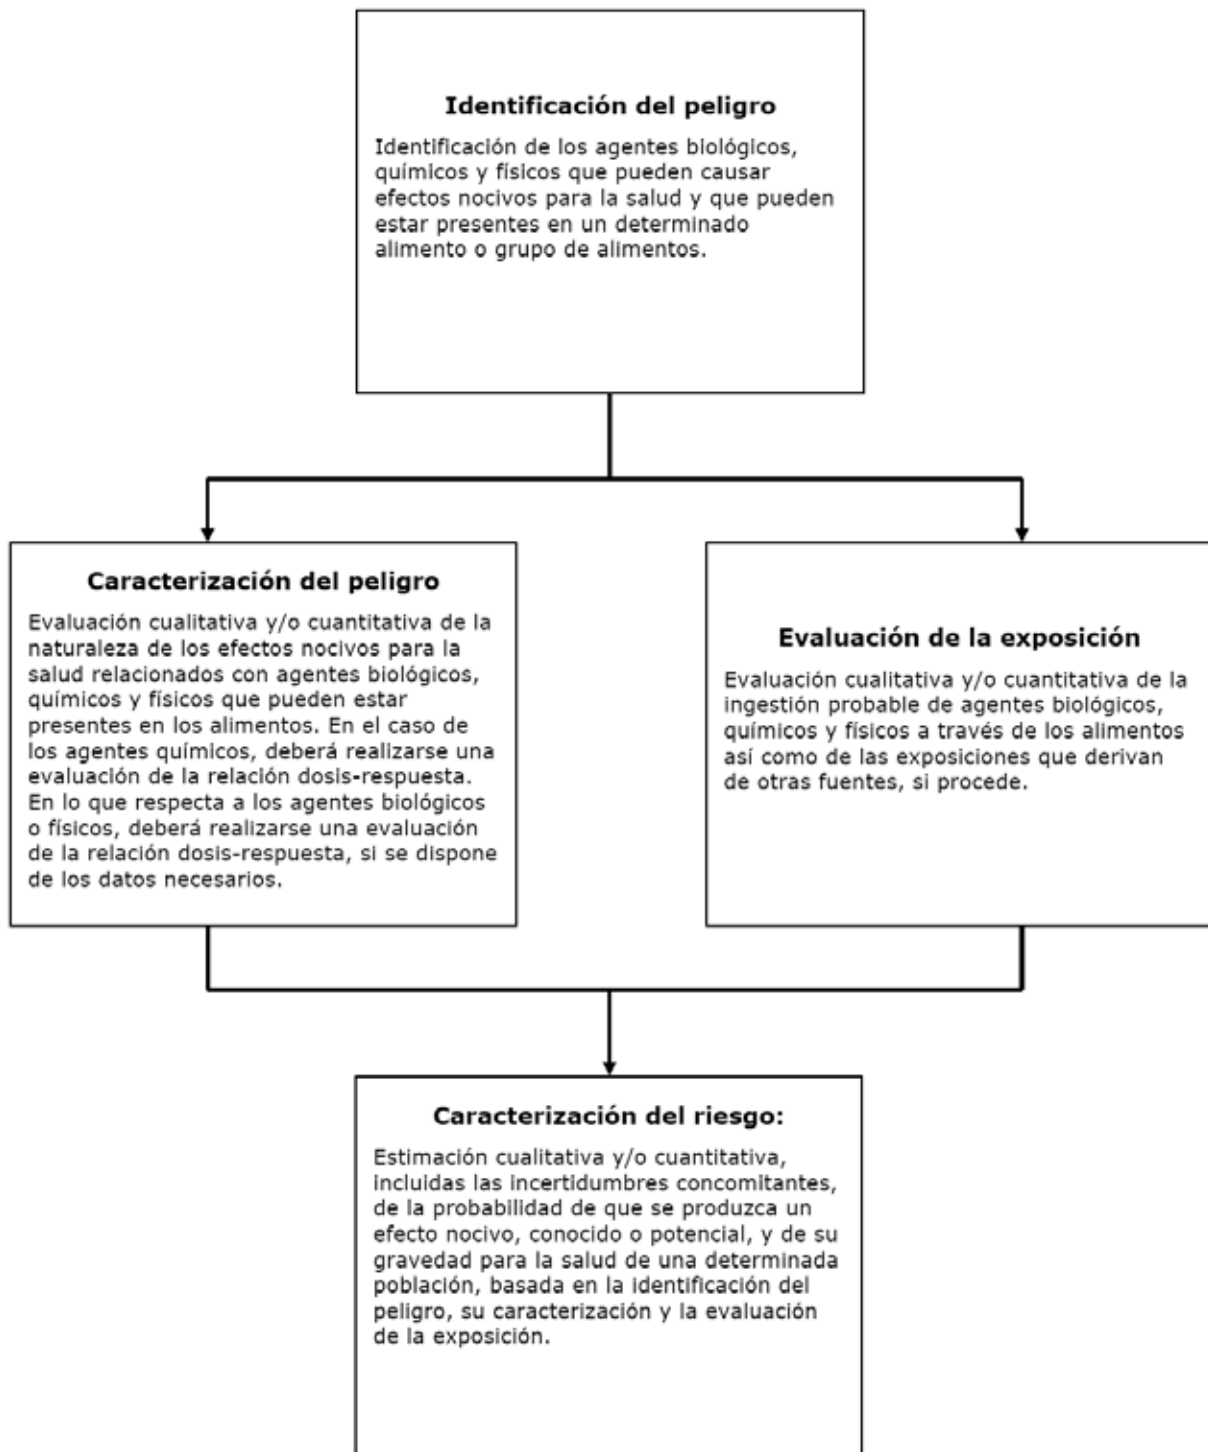 Identificación del peligro
Identificación de los agentes biológicos,
químicos y físicos que pueden causar
efectos nocivos para la salud y que pueden
estar presentes en un determinado
alimento o grupo de alimentos.
Caracterización del peligro
Evaluación cualitativa y/o cuantitativa de la
naturaleza de los efectos nocivos para la
salud relacionados con agentes biológicos,
químicos y físicos que pueden estar
presentes en los alimentos. En el caso de
los agentes químicos, deberá realizarse una
evaluación de la relación dosis-respuesta.
En lo que respecta a los agentes biológicos
o físicos, deberá realizarse una evaluación
de la relación dosis-respuesta, si se dispone
de los datos necesarios.
Evaluación de la exposición
Evaluación cualitativa y/o cuantitativa de la
ingestión probable de agentes biológicos,
químicos y físicos a través de los alimentos
así como de las exposiciones que derivan
de otras fuentes, si procede.
Caracterización del riesgo:
Estimación cualitativa y/o cuantitativa,
incluidas las incertidumbres concomitantes,
de la probabilidad de que se produzca un
efecto nocivo, conocido o potencial, y de su
gravedad para la salud de una determinada
población, basada en la identificación del
peligro, su caracterización y la evaluación
de la exposición.